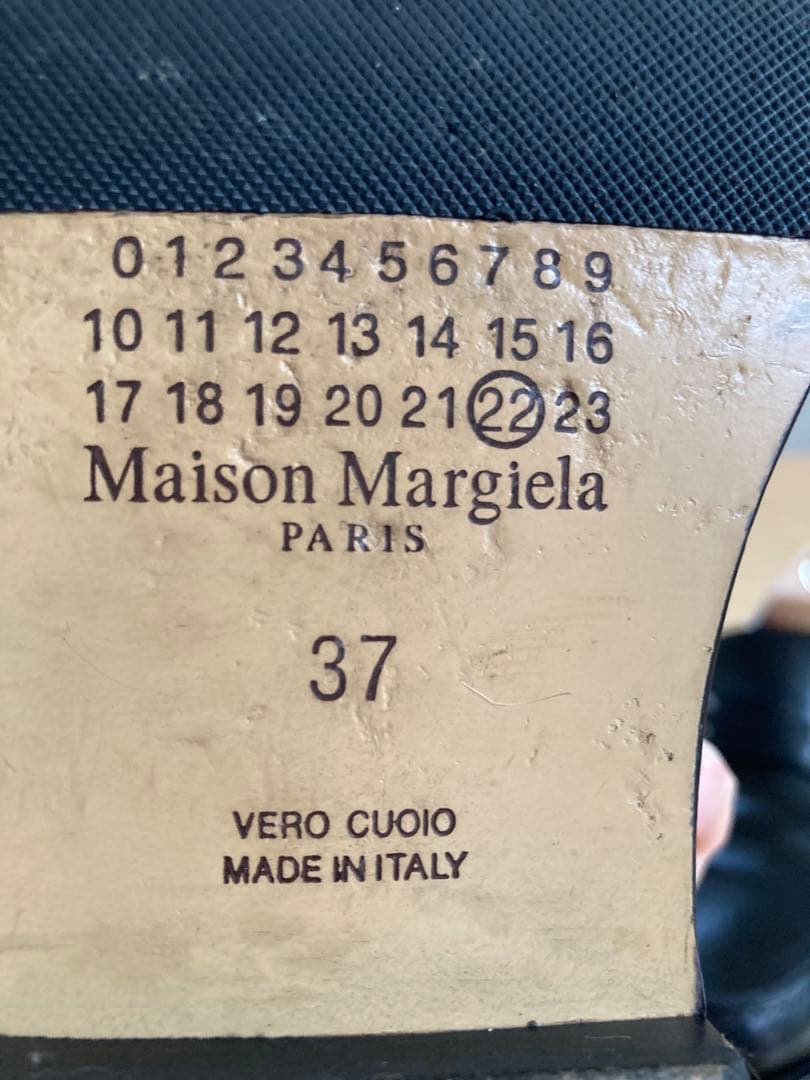 0 1 2 3 4 5 6 7 8 9
10 11 12 13 14 15 16
17 18 19 20 21 22 23
Maison Margiela
PARIS
37
VERO CUOIO
MADE IN ITALY